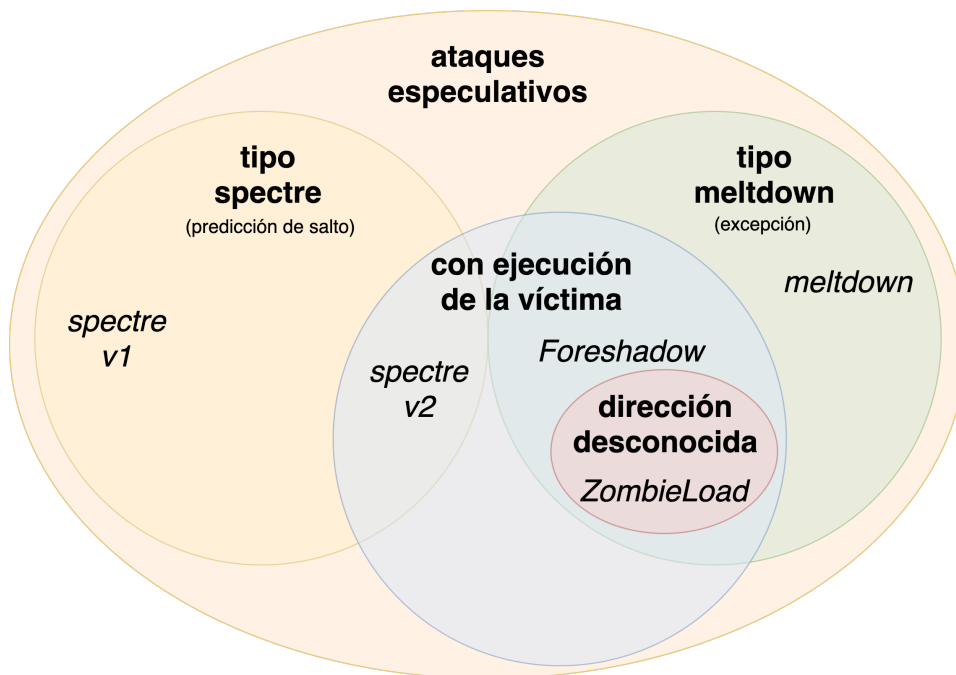 ataques
especulativos
tipo
spectre
(predicción de salto)
tipo
meltdown
(excepción)
con ejecución
de la víctima
meltdown
spectre
v1
Foreshadow
spectre
v2
dirección
desconocida
ZombieLoad